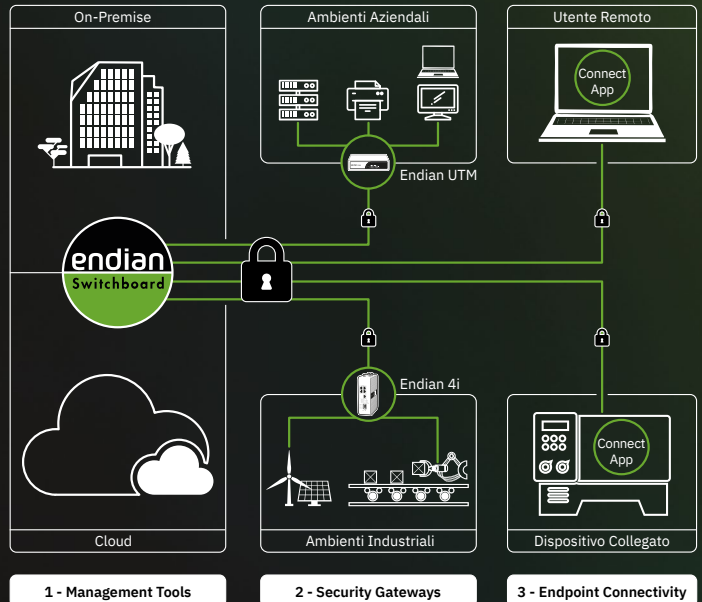 On-Premise
Ambienti Aziendali
Utente Remoto
Connect
App
Endian UTM
endian
Switchboard
Endian 4i
Connect
App
Cloud
Ambienti Industriali
Dispositivo Collegato
1 - Management Tools
2 - Security Gateways
3 - Endpoint Connectivity